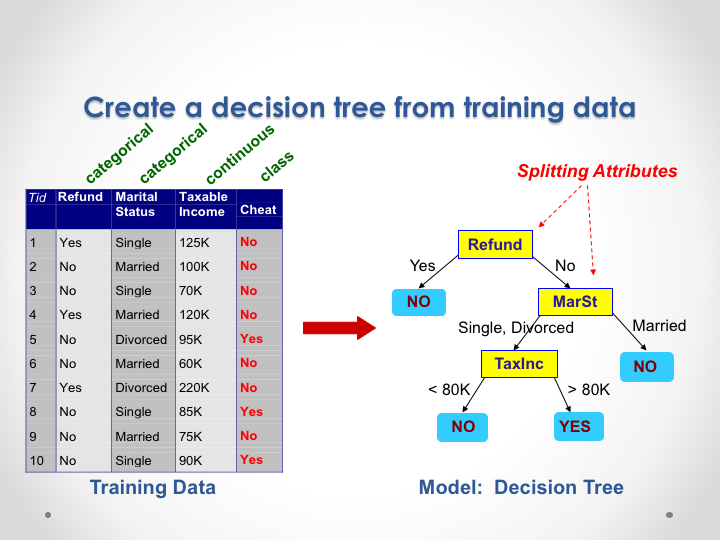 Create a decision tree from training data
categorical
categorical
continuous
class
Tid Refund Marital Status Taxable Income Cheat
1 Yes Single 125K No
2 No Married 100K No
3 No Single 70K No
4 Yes Married 120K No
5 No Divorced 95K Yes
6 No Married 60K No
7 Yes Divorced 220K No
8 No Single 85K Yes
9 No Married 75K No
10 No Single 90K Yes
Training Data
Splitting Attributes
Refund
Yes No
NO MarSt
Single, Divorced Married
TaxInc NO
< 80K > 80K
NO YES
Model: Decision Tree